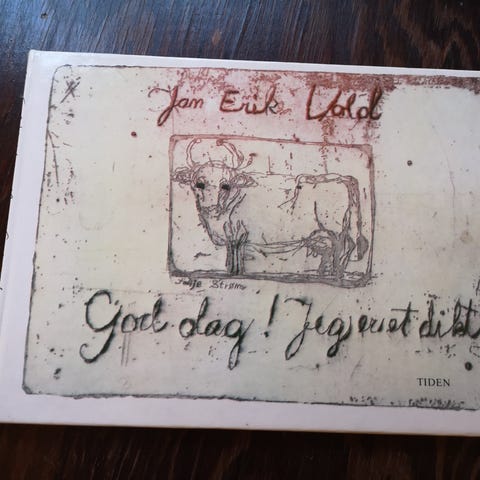 Jan Erik Vold
God dag! Jeg er et dikt
TIDEN